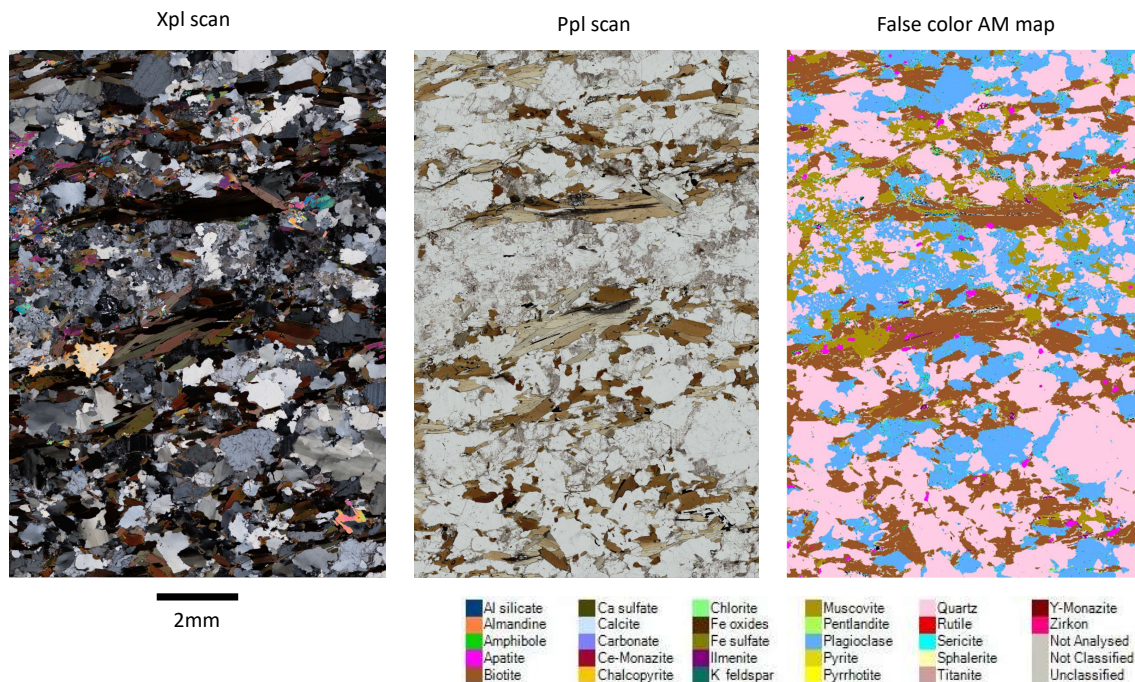 Xpl scan
Ppl scan
False color AM map
2mm
Al silicate Ca sulfate Chlorite Muscovite Quartz Y-Monazite
Almandine Calcite Fe oxides Pentlandite Rutile Zirkon
Amphibole Carbonate Fe sulfate Plagioclase Sericite Not Analysed
Apatite Ce-Monazite Ilmenite Pyrite Sphalerite Not Classified
Biotite Chalcopyrite K feldspar Pyrrhotite Titanite Unclassified